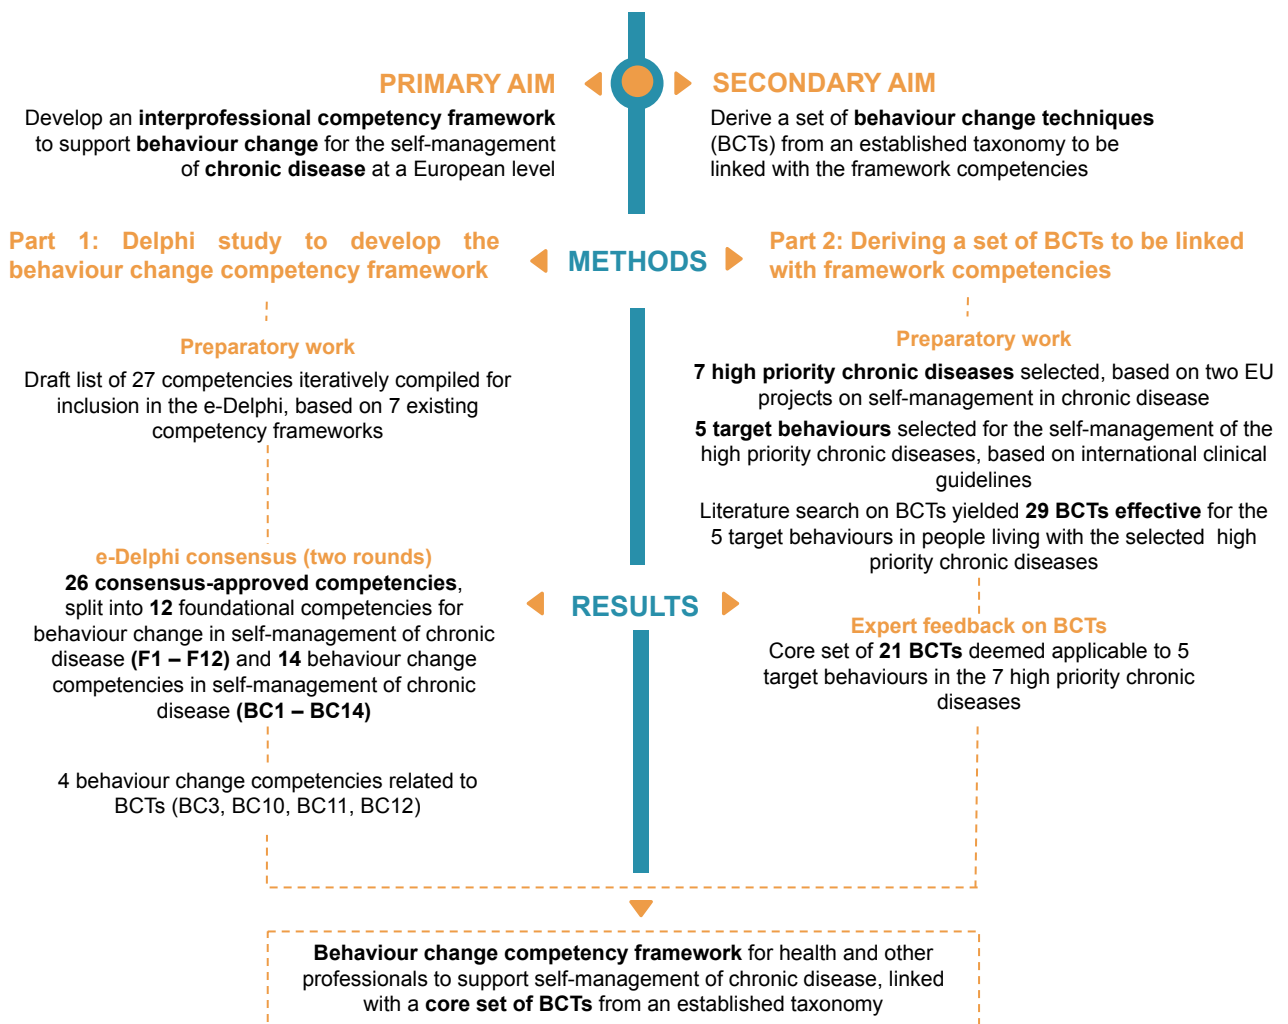 PRIMARY AIM
Develop an interprofessional competency framework
to support behaviour change for the self-management
of chronic disease at a European level
SECONDARY AIM
Derive a set of behaviour change techniques
(BCTs) from an established taxonomy to be
linked with the framework competencies
METHODS
Part 1: Delphi study to develop the
behaviour change competency framework
Preparatory work
Draft list of 27 competencies iteratively compiled for
inclusion in the e-Delphi, based on 7 existing
competency frameworks
Part 2: Deriving a set of BCTs to be linked
with framework competencies
Preparatory work
7 high priority chronic diseases selected, based on two EU
projects on self-management in chronic disease
5 target behaviours selected for the self-management of the
high priority chronic diseases, based on international clinical
guidelines
Literature search on BCTs yielded 29 BCTs effective for the
5 target behaviours in people living with the selected high
priority chronic diseases
RESULTS
e-Delphi consensus (two rounds)
26 consensus-approved competencies,
split into 12 foundational competencies for
behaviour change in self-management of chronic
disease (F1 – F12) and 14 behaviour change
competencies in self-management of chronic
disease (BC1 – BC14)
4 behaviour change competencies related to
BCTs (BC3, BC10, BC11, BC12)
Expert feedback on BCTs
Core set of 21 BCTs deemed applicable to 5
target behaviours in the 7 high priority chronic
diseases
Behaviour change competency framework for health and other
professionals to support self-management of chronic disease, linked
with a core set of BCTs from an established taxonomy